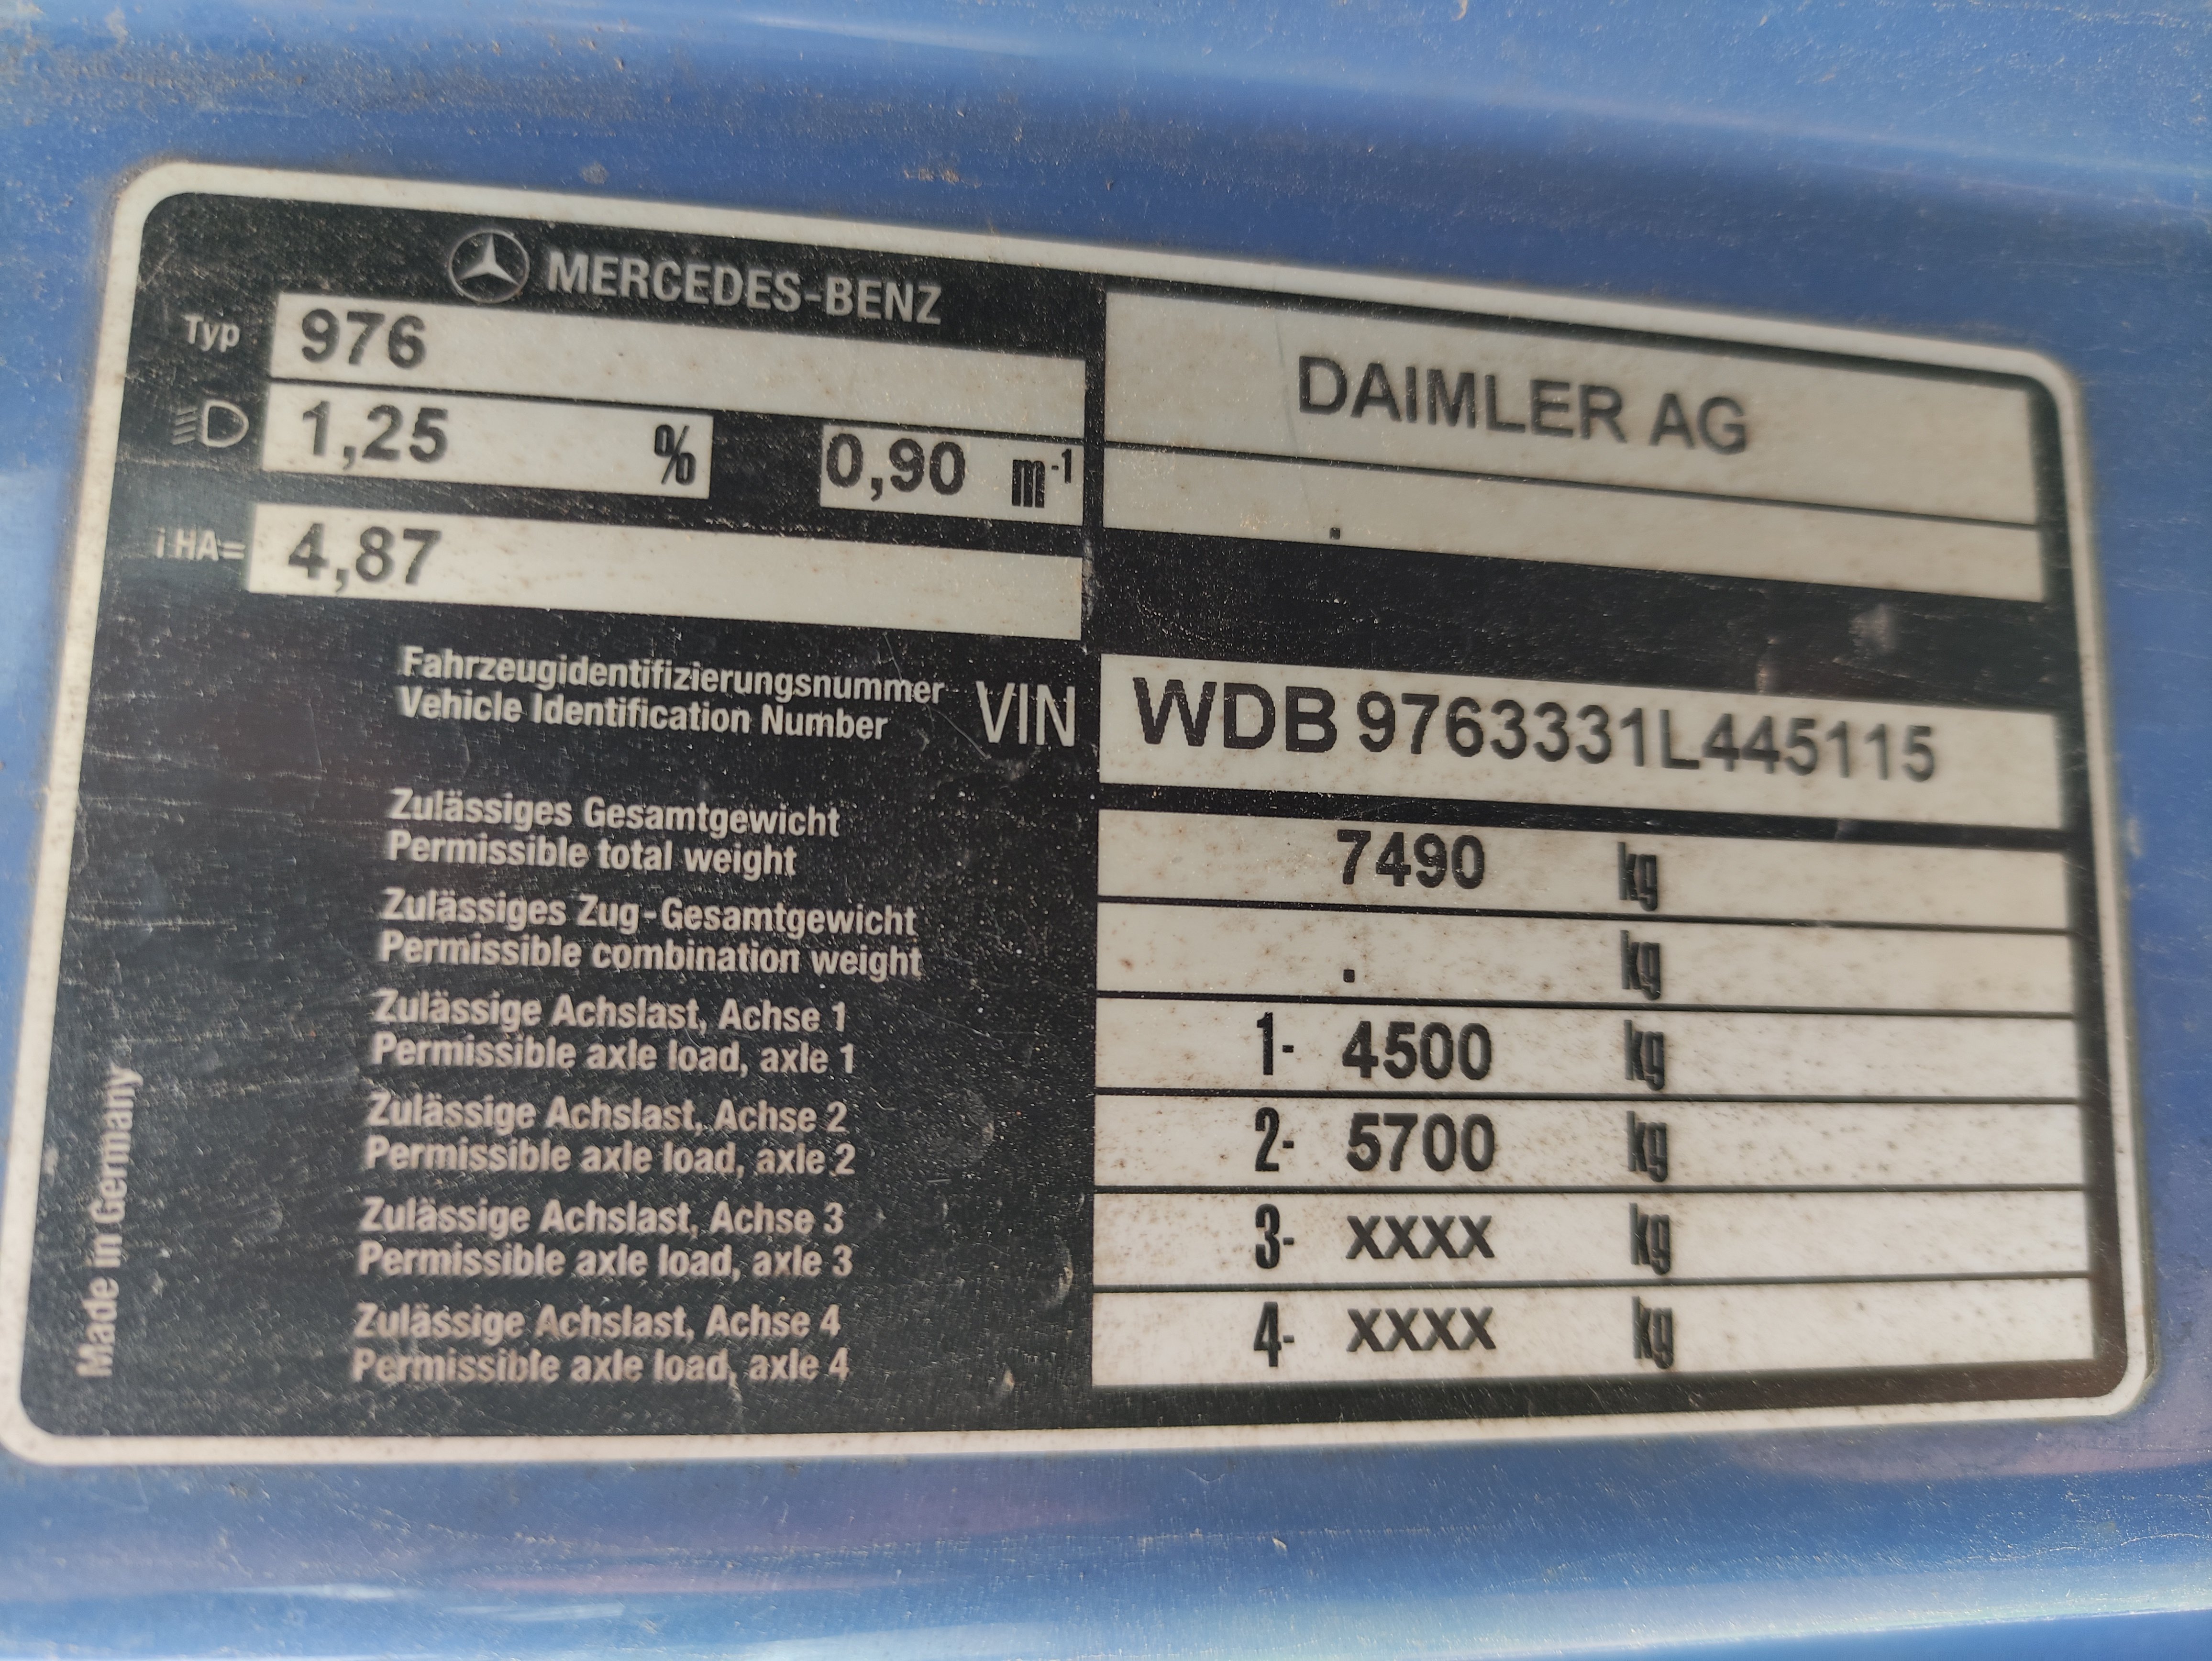 MERCEDES-BENZ
Typ 976
1,25 % 0,90 m-1
i HA= 4,87
DAIMLER AG
.
Fahrzeugidentifizierungsnummer
Vehicle Identification Number
VIN WDB9763331L445115
Zulässiges Gesamtgewicht
Permissible total weight
7490 kg
Zulässiges Zug-Gesamtgewicht
Permissible combination weight
. kg
Zulässige Achslast, Achse 1
Permissible axle load, axle 1
1- 4500 kg
Zulässige Achslast, Achse 2
Permissible axle load, axle 2
2- 5700 kg
Zulässige Achslast, Achse 3
Permissible axle load, axle 3
3- XXXX kg
Zulässige Achslast, Achse 4
Permissible axle load, axle 4
4- XXXX kg
Made in Germany